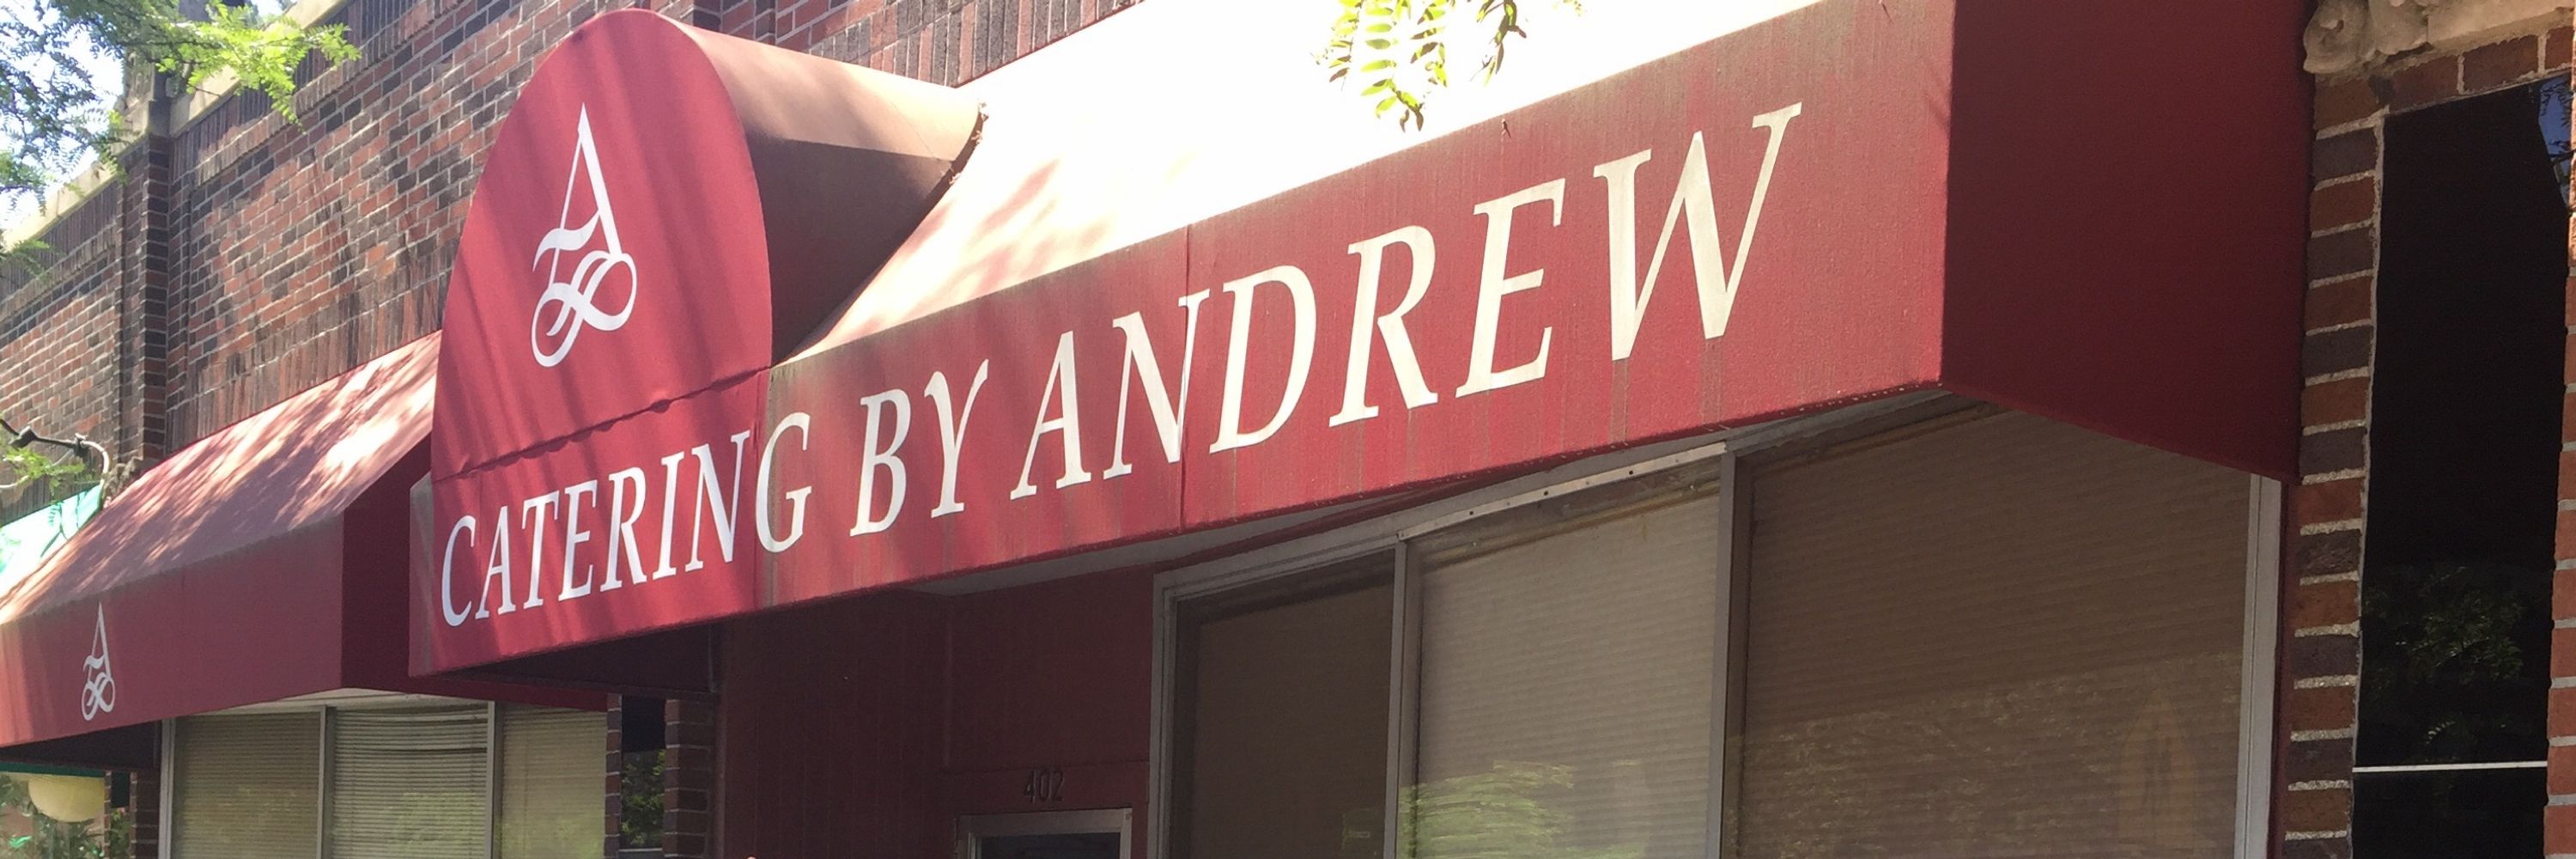 A
CATERING BY ANDREW
A
402